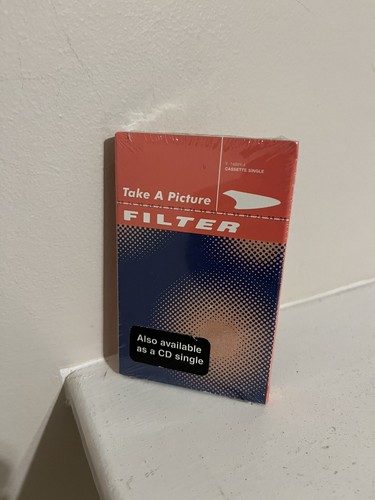 CASSETTE SINGLE
Take A Picture
FILTER
Also available
as a CD single